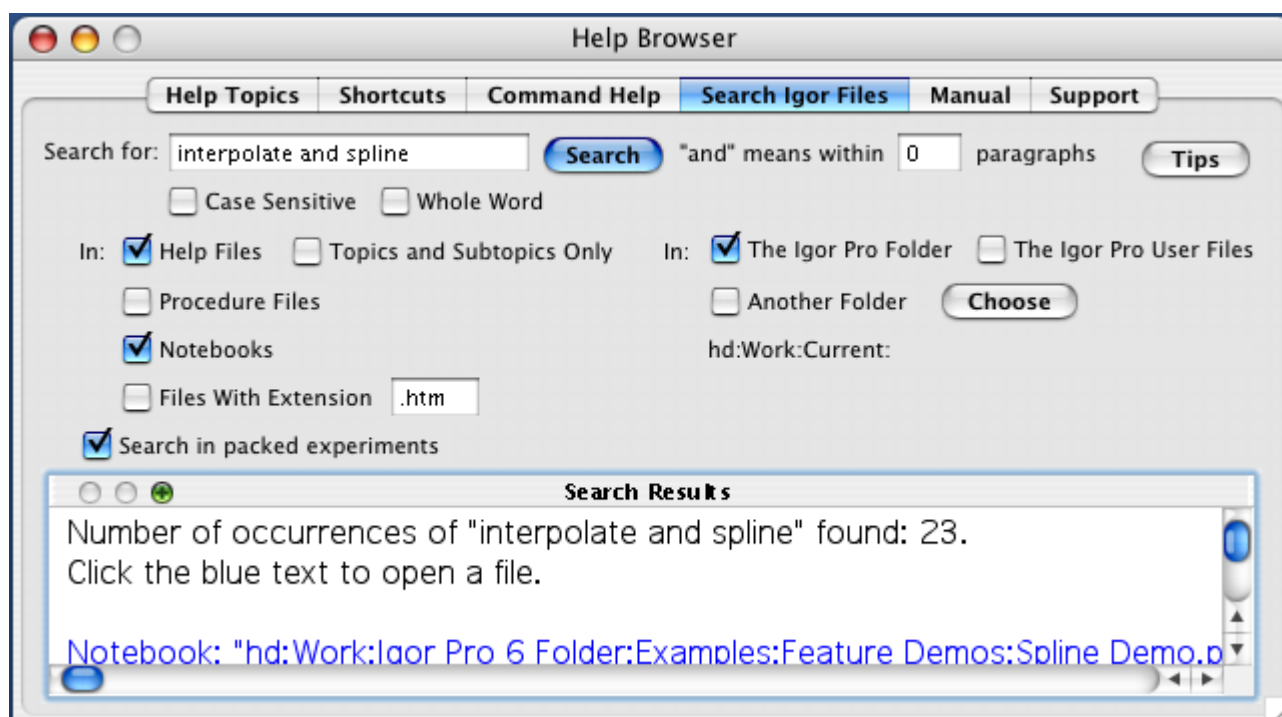 Help Browser
Help Topics Shortcuts Command Help Search Igor Files Manual Support
Search for: interpolate and spline Search "and" means within 0 paragraphs Tips
Case Sensitive Whole Word
In: Help Files Topics and Subtopics Only In: The Igor Pro Folder The Igor Pro User Files
Procedure Files Another Folder Choose
Notebooks hd:Work:Current:
Files With Extension .htm
Search in packed experiments
Search Results
Number of occurrences of "interpolate and spline" found: 23.
Click the blue text to open a file.
Notebook: "hd:Work:Igor Pro 6 Folder:Examples:Feature Demos:Spline Demo.p